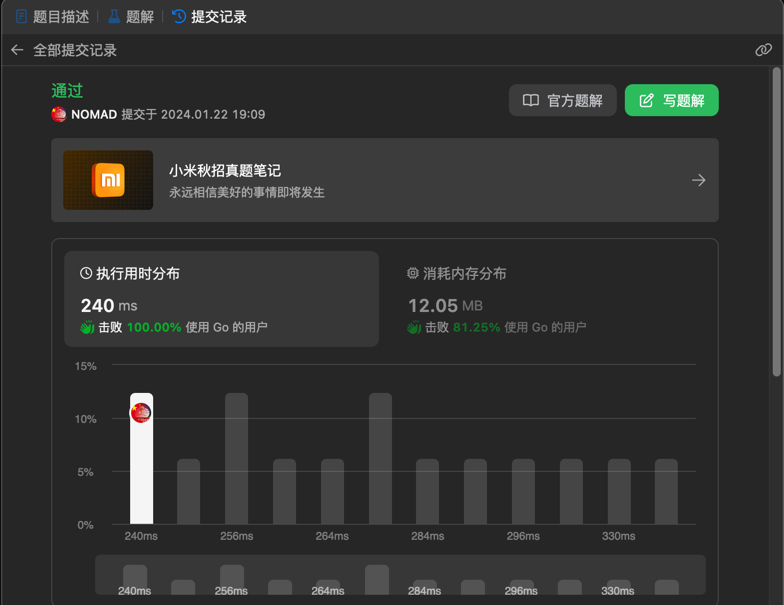 题目描述 题解 提交记录
全部提交记录
通过
NOMAD 提交于 2024.01.22 19:09
官方题解 写题解
小米秋招真题笔记
永远相信美好的事情即将发生
执行用时分布
240 ms
击败 100.00% 使用 Go 的用户
消耗内存分布
12.05 MB
击败 81.25% 使用 Go 的用户
15%
10%
5%
0%
240ms 256ms 264ms 284ms 296ms 330ms
240ms 256ms 264ms 284ms 296ms 330ms